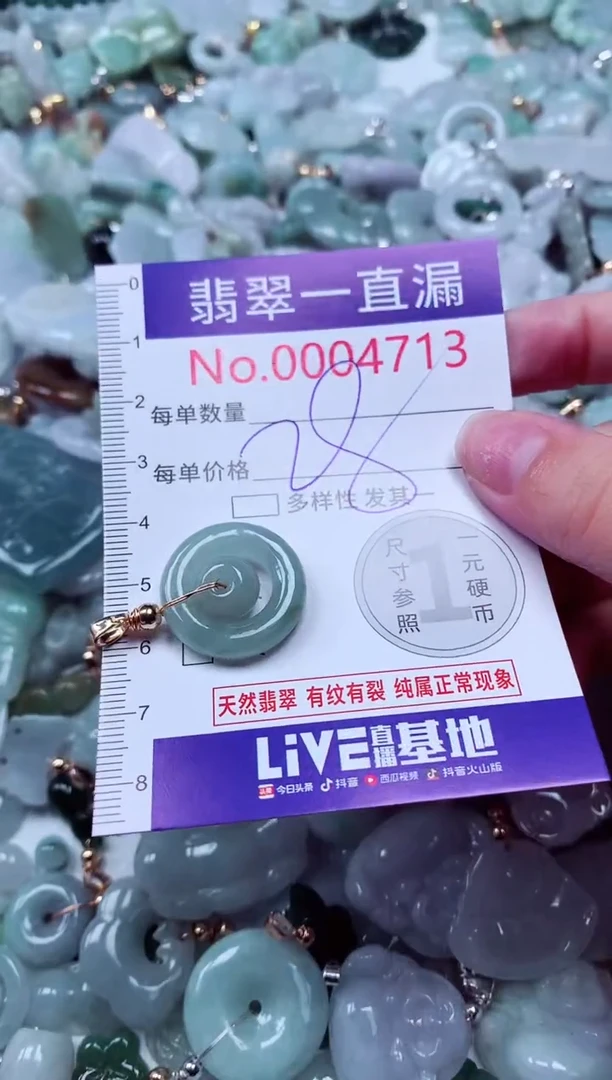 0
翡翠一直漏
1
No.0004713
2
每单数量
28
3
每单价格
多样性 发其一
4
尺寸参照
1
一元硬币
5
6
天然翡翠 有纹有裂 纯属正常现象
7
LiVE直播基地
今日头条 抖音 西瓜视频 抖音火山版
8